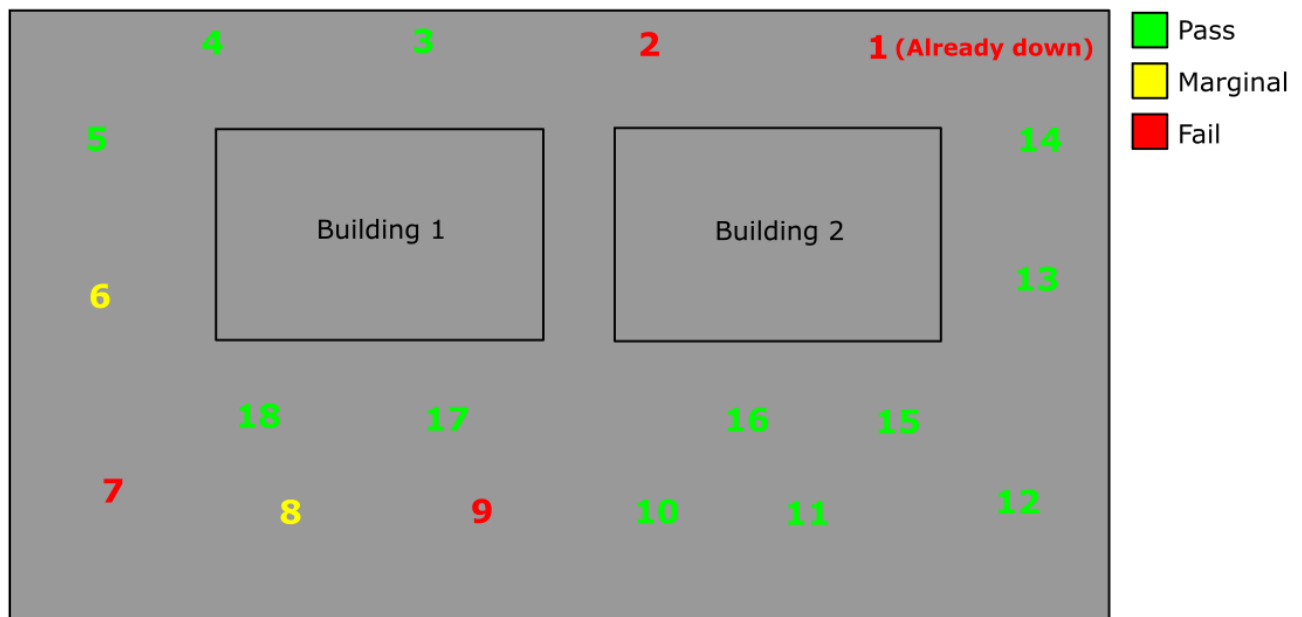 4 3 2 1 (Already down)
Pass
Marginal
Fail
5 14
Building 1 Building 2
6 13
18 17 16 15
7 8 9 10 11 12